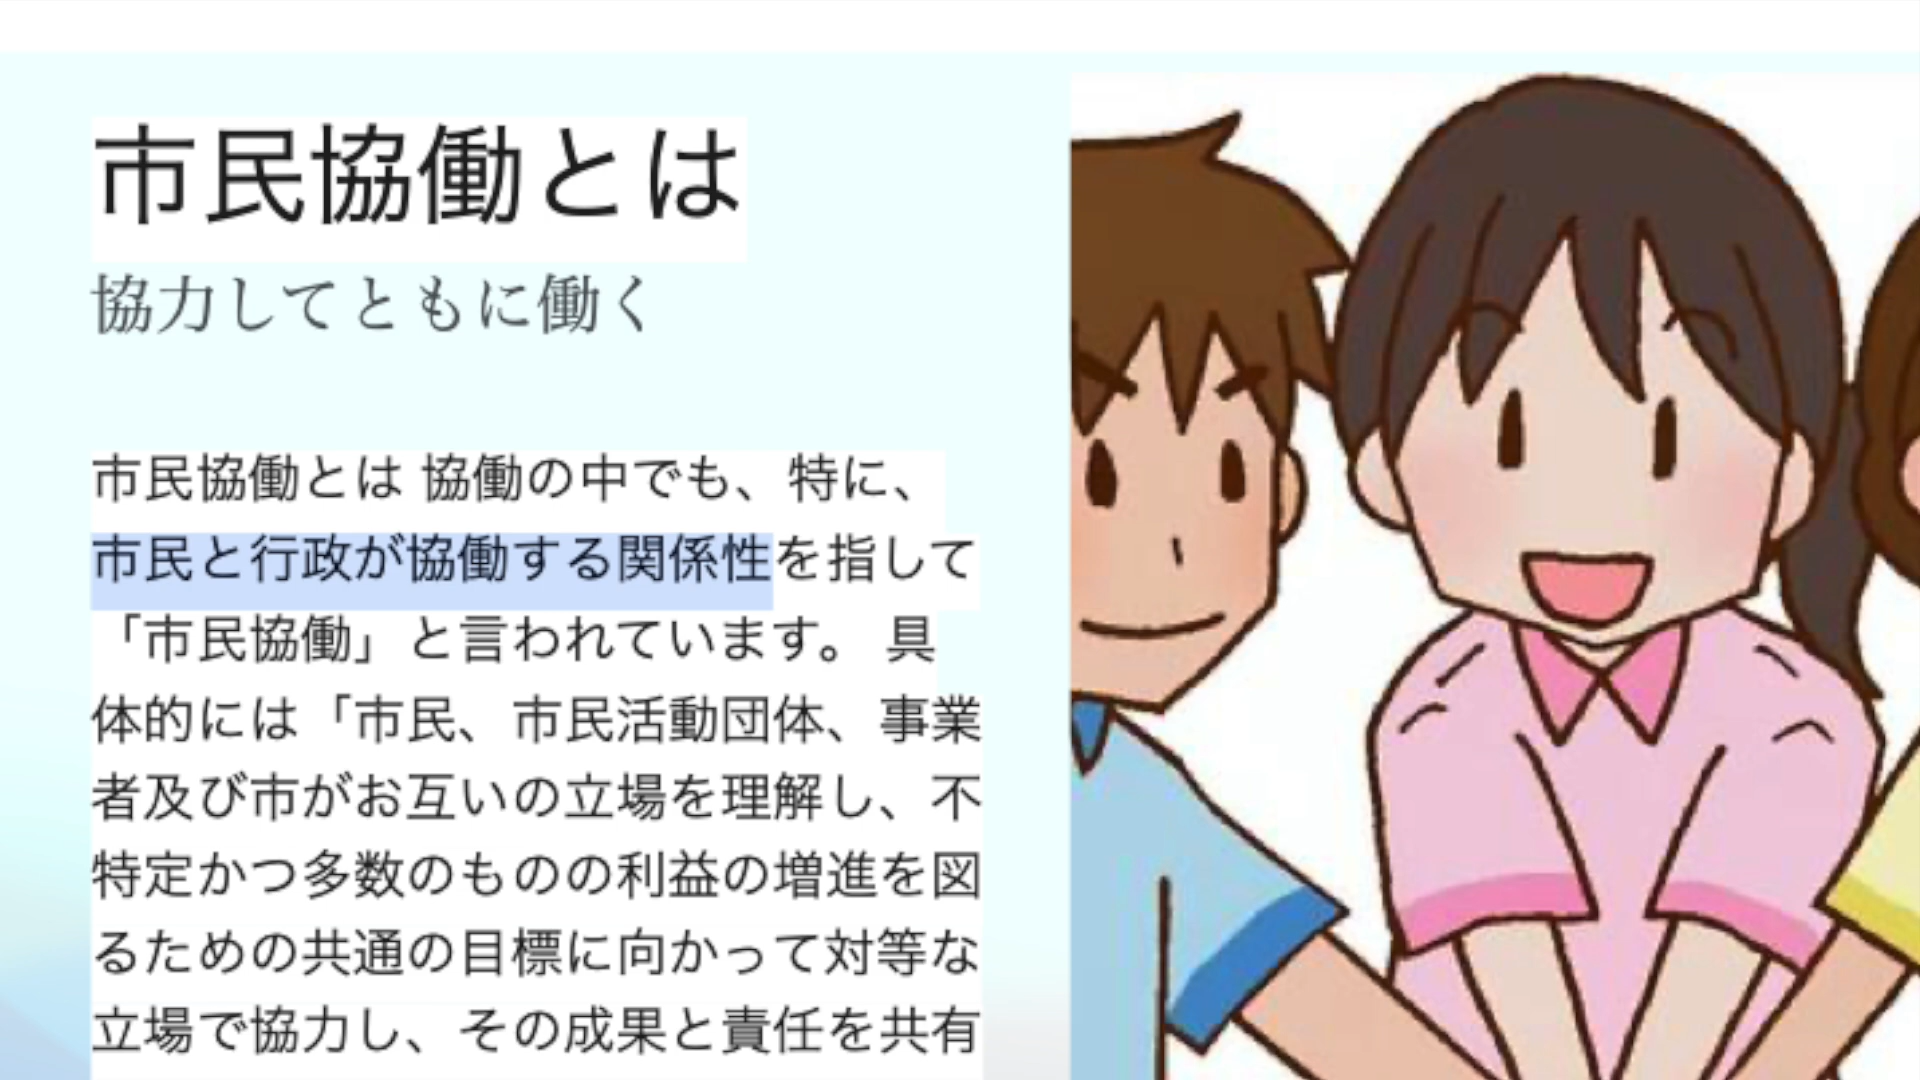 市民協働とは
協力してともに働く
市民協働とは 協働の中でも、特に、
市民と行政が協働する関係性を指して
「市民協働」と言われています。 具
体的には「市民、市民活動団体、事業
者及び市がお互いの立場を理解し、不
特定かつ多数のものの利益の増進を図
るための共通の目標に向かって対等な
立場で協力し、その成果と責任を共有